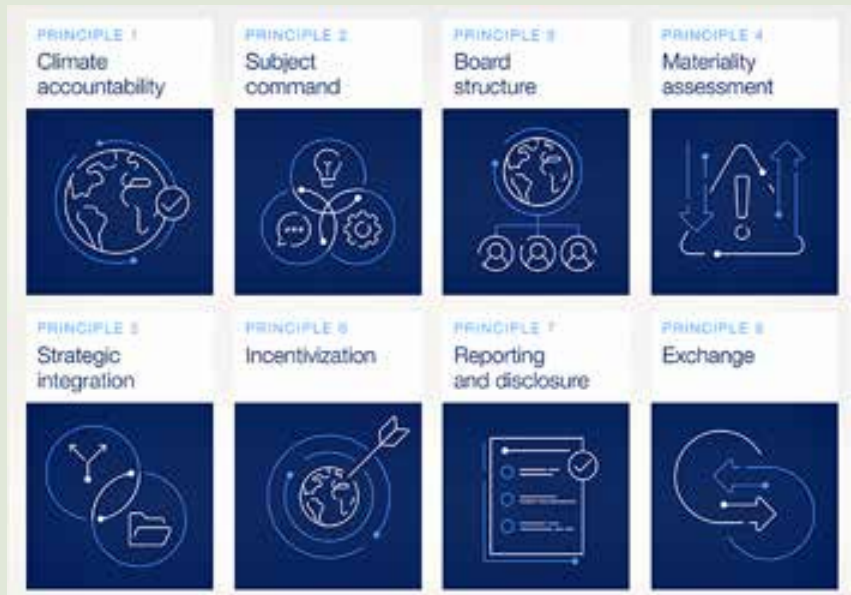 PRINCIPLE 1
Climate
accountability
PRINCIPLE 2
Subject
command
PRINCIPLE 3
Board
structure
PRINCIPLE 4
Materiality
assessment
PRINCIPLE 5
Strategic
integration
PRINCIPLE 6
Incentivization
PRINCIPLE 7
Reporting
and disclosure
PRINCIPLE 8
Exchange